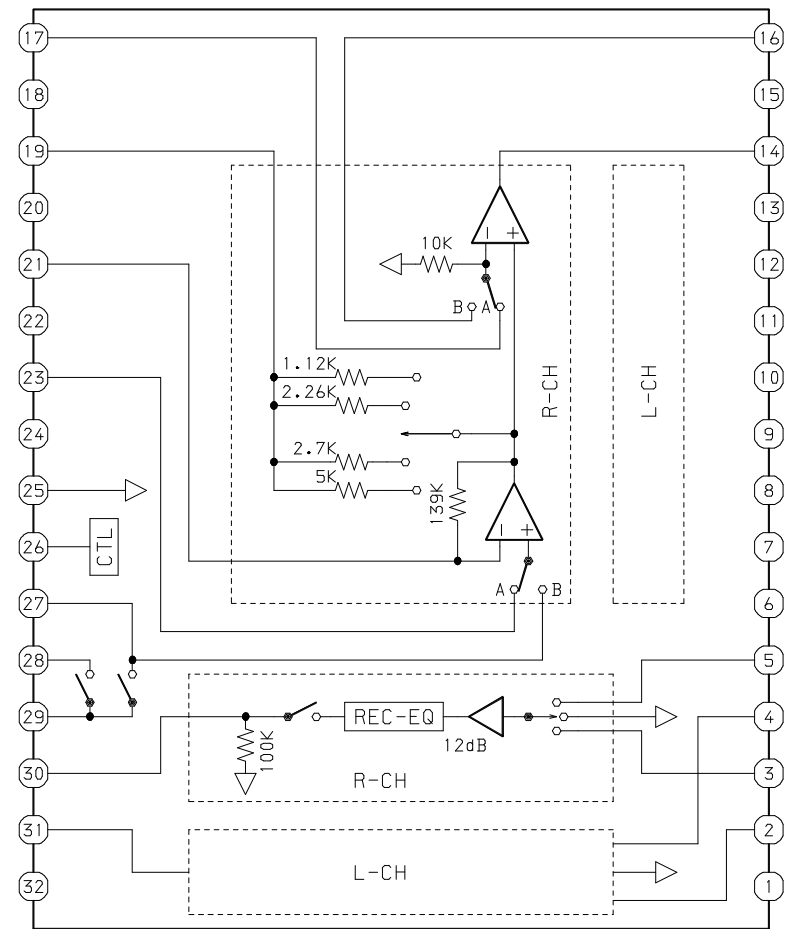 17 16
18 15
19 14
20 13
21 10K 12
B A
22 11
1.12K
23 2.26K R-CH L-CH 10
24 9
2.7K
25 5K 139K 8
26 CTL 7
A B
27 6
28 5
29 REC-EQ 4
12dB
100K
30 R-CH 3
31 2
L-CH
32 1